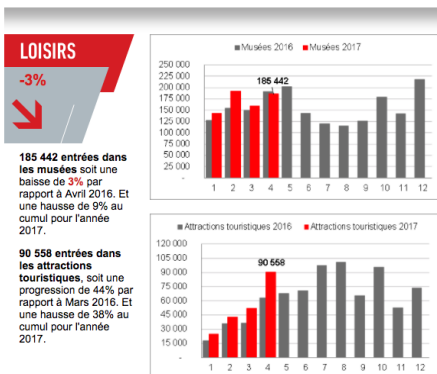 LOISIRS
-3%
185 442 entrées dans
les musées soit une
baisse de 3% par
rapport à Avril 2016. Et
une hausse de 9% au
cumul pour l'année
2017.
90 558 entrées dans
les attractions
touristiques, soit une
progression de 44% par
rapport à Mars 2016. Et
une hausse de 38% au
cumul pour l'année
2017.
Musées 2016 Musées 2017
250 000
225 000
200 000
175 000
150 000
125 000
100 000
75 000
50 000
25 000
-
185 442
1 2 3 4 5 6 7 8 9 10 11 12
Attractions touristiques 2016 Attractions touristiques 2017
120 000
105 000
90 000
75 000
60 000
45 000
30 000
15 000
-
90 558
1 2 3 4 5 6 7 8 9 10 11 12